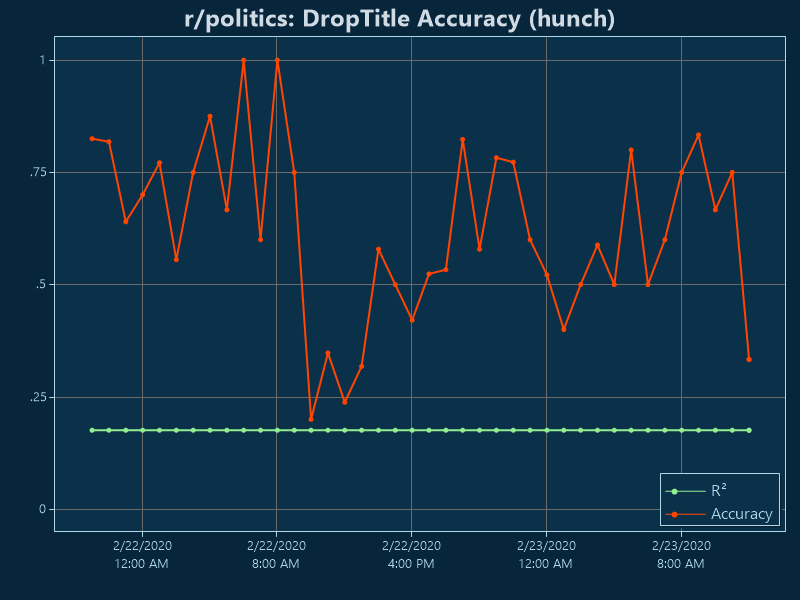 r/politics: DropTitle Accuracy (hunch)
1
.75
.5
.25
0
R²
Accuracy
2/22/2020 2/22/2020 2/22/2020 2/23/2020 2/23/2020
12:00 AM 8:00 AM 4:00 PM 12:00 AM 8:00 AM